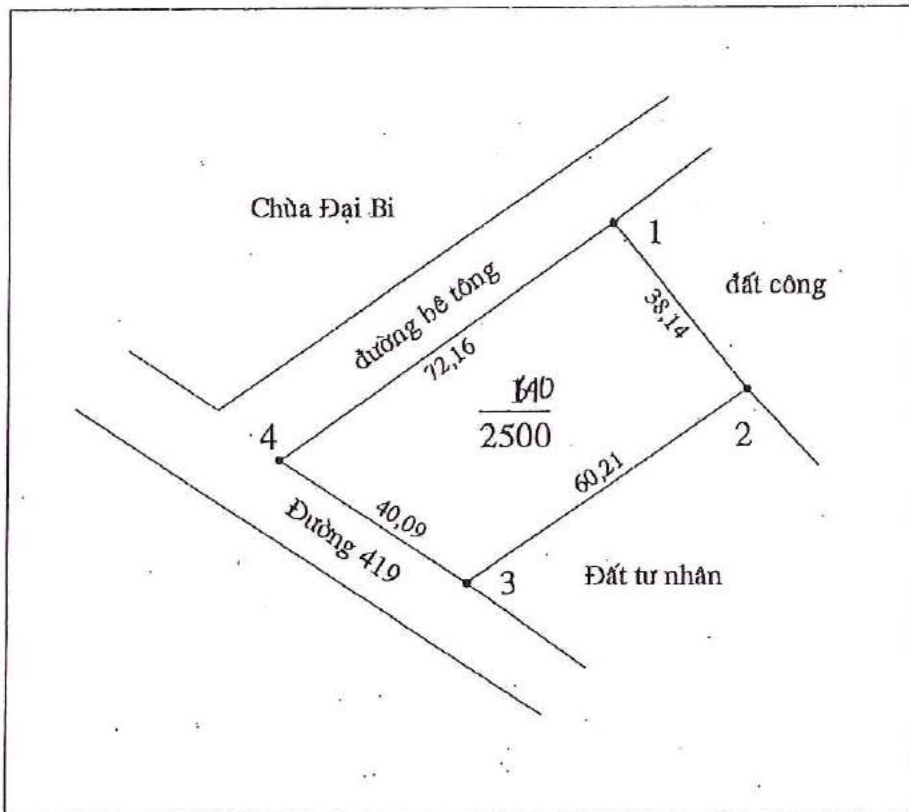 Chùa Đại Bi
1
đất công
đường bê tông
38,14
72,16
2500
2
4
60,21
40,09
Đường 419
Đất tư nhân
3